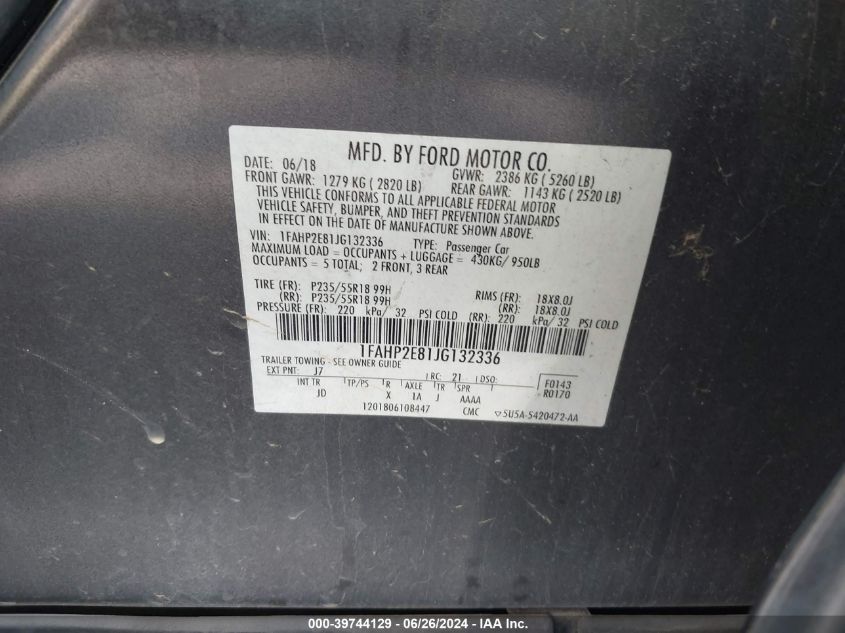 MFD. BY FORD MOTOR CO.
DATE: 06/18 GVWR: 2386 KG ( 5260 LB)
FRONT GAWR: 1279 KG ( 2820 LB) REAR GAWR: 1143 KG ( 2520 LB)
THIS VEHICLE CONFORMS TO ALL APPLICABLE FEDERAL MOTOR
VEHICLE SAFETY, BUMPER, AND THEFT PREVENTION STANDARDS
IN EFFECT ON THE DATE OF MANUFACTURE SHOWN ABOVE.
VIN: 1FAHP2E81JG132336 TYPE: Passenger Car
MAXIMUM LOAD = OCCUPANTS + LUGGAGE = 430KG/ 950LB
OCCUPANTS = 5 TOTAL; 2 FRONT, 3 REAR
TIRE (FR): P235/55R18 99H RIMS (FR): 18X8.0J
(RR): P235/55R18 99H (RR): 18X8.0J
PRESSURE (FR): 220 kPa/ 32 PSI COLD (RR): 220 kPa/ 32 PSI COLD
1FAHP2E81JG132336
TRAILER TOWING - SEE OWNER GUIDE
EXT PNT: J7 RC: 21 DSO: F0143
INT TR TP/PS R AXLE TR SPR R0170
JD X 1A J AAAA
1201806108447 CMC 5U5A-5420472-AA
000-39744129 - 06/26/2024 - IAA Inc.